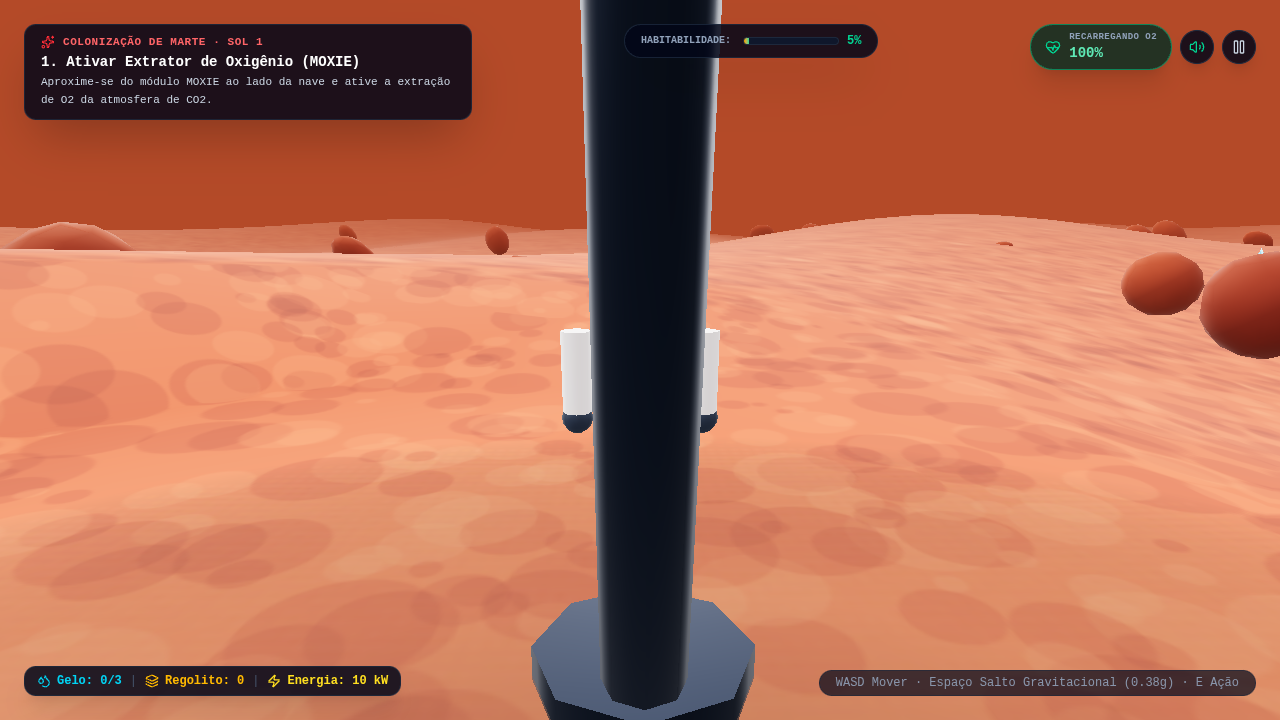 COLONIZAÇÃO DE MARTE · SOL 1
1. Ativar Extrator de Oxigênio (MOXIE)
Aproxime-se do módulo MOXIE ao lado da nave e ative a extração
de O2 da atmosfera de CO2.
HABITABILIDADE: 5%
RECARREGANDO O2
100%
Gelo: 0/3 | Regolito: 0 | Energia: 10 kW
WASD Mover · Espaço Salto Gravitacional (0.38g) · E Ação